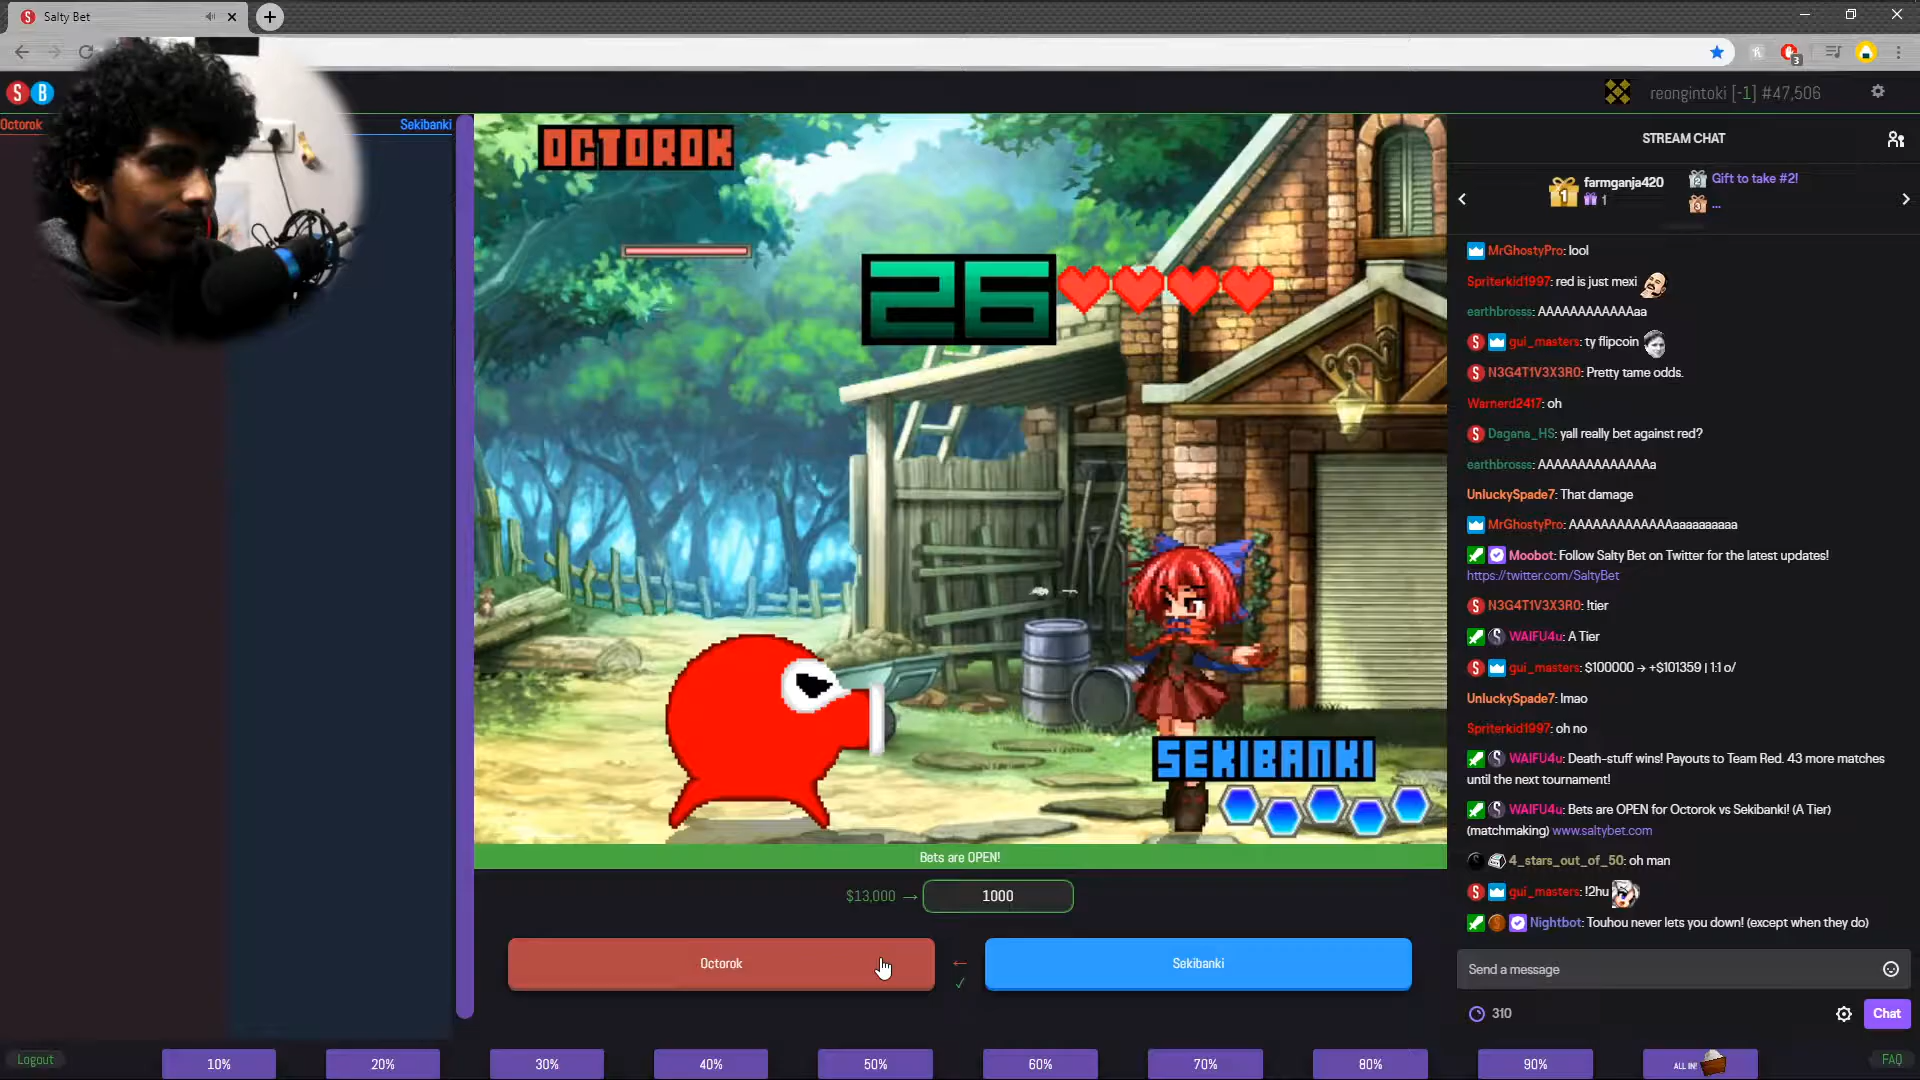 Salty Bet
3
S B
reongintoki [-1] #47,506
Octorok
Sekibanki
OCTOROK
26
SEKIBANKI
Bets are OPEN!
$13,000 → 1000
Octorok
←
✓
Sekibanki
Logout
10%
20%
30%
40%
50%
60%
70%
80%
90%
ALL IN!
FAQ
STREAM CHAT
1
farmganja420
1
2
Gift to take #2!
3
...
MrGhostyPro: lool
Spriterkid1997: red is just mexi
earthbrosss: AAAAAAAAAAAAaa
gui_masters: ty flipcoin
N3G4T1V3X3R0: Pretty tame odds.
Warnerd2417: oh
Dagana_HS: yall really bet against red?
earthbrosss: AAAAAAAAAAAAAAa
UnluckySpade7: That damage
MrGhostyPro: AAAAAAAAAAAAAaaaaaaaaaa
Moobot: Follow Salty Bet on Twitter for the latest updates!
https://twitter.com/SaltyBet
N3G4T1V3X3R0: !tier
WAIFU4u: A Tier
gui_masters: $100000 → +$101359 | 1:1 o/
UnluckySpade7: lmao
Spriterkid1997: oh no
WAIFU4u: Death-stuff wins! Payouts to Team Red. 43 more matches
until the next tournament!
WAIFU4u: Bets are OPEN for Octorok vs Sekibanki! (A Tier)
(matchmaking) www.saltybet.com
4_stars_out_of_50: oh man
gui_masters: !2hu
Nightbot: Touhou never lets you down! (except when they do)
Send a message
310
Chat